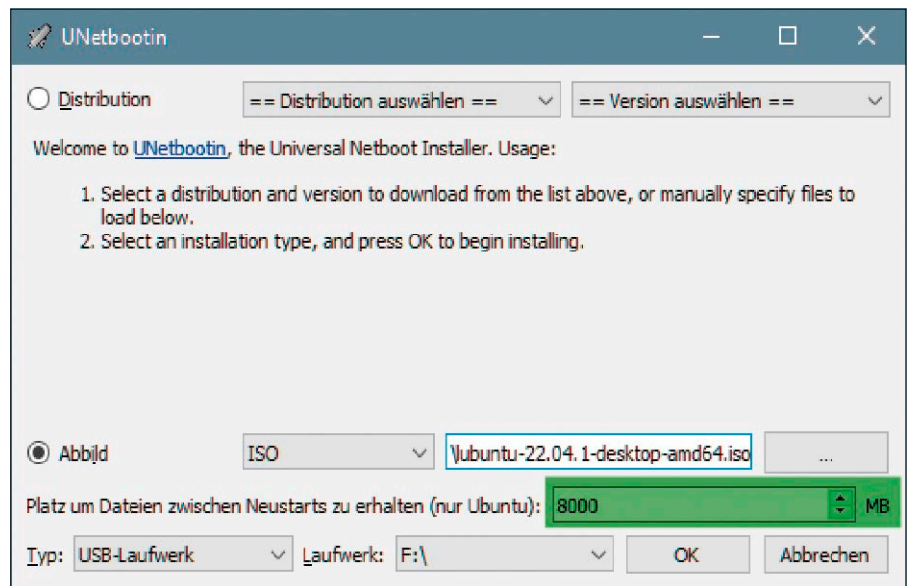 UNetbootin
Distribution == Distribution auswählen == == Version auswählen ==
Welcome to UNetbootin, the Universal Netboot Installer. Usage:
1. Select a distribution and version to download from the list above, or manually specify files to
load below.
2. Select an installation type, and press OK to begin installing.
Abbild ISO \lubuntu-22.04.1-desktop-amd64.iso ...
Platz um Dateien zwischen Neustarts zu erhalten (nur Ubuntu): 8000 MB
Typ: USB-Laufwerk Laufwerk: F:\ OK Abbrechen